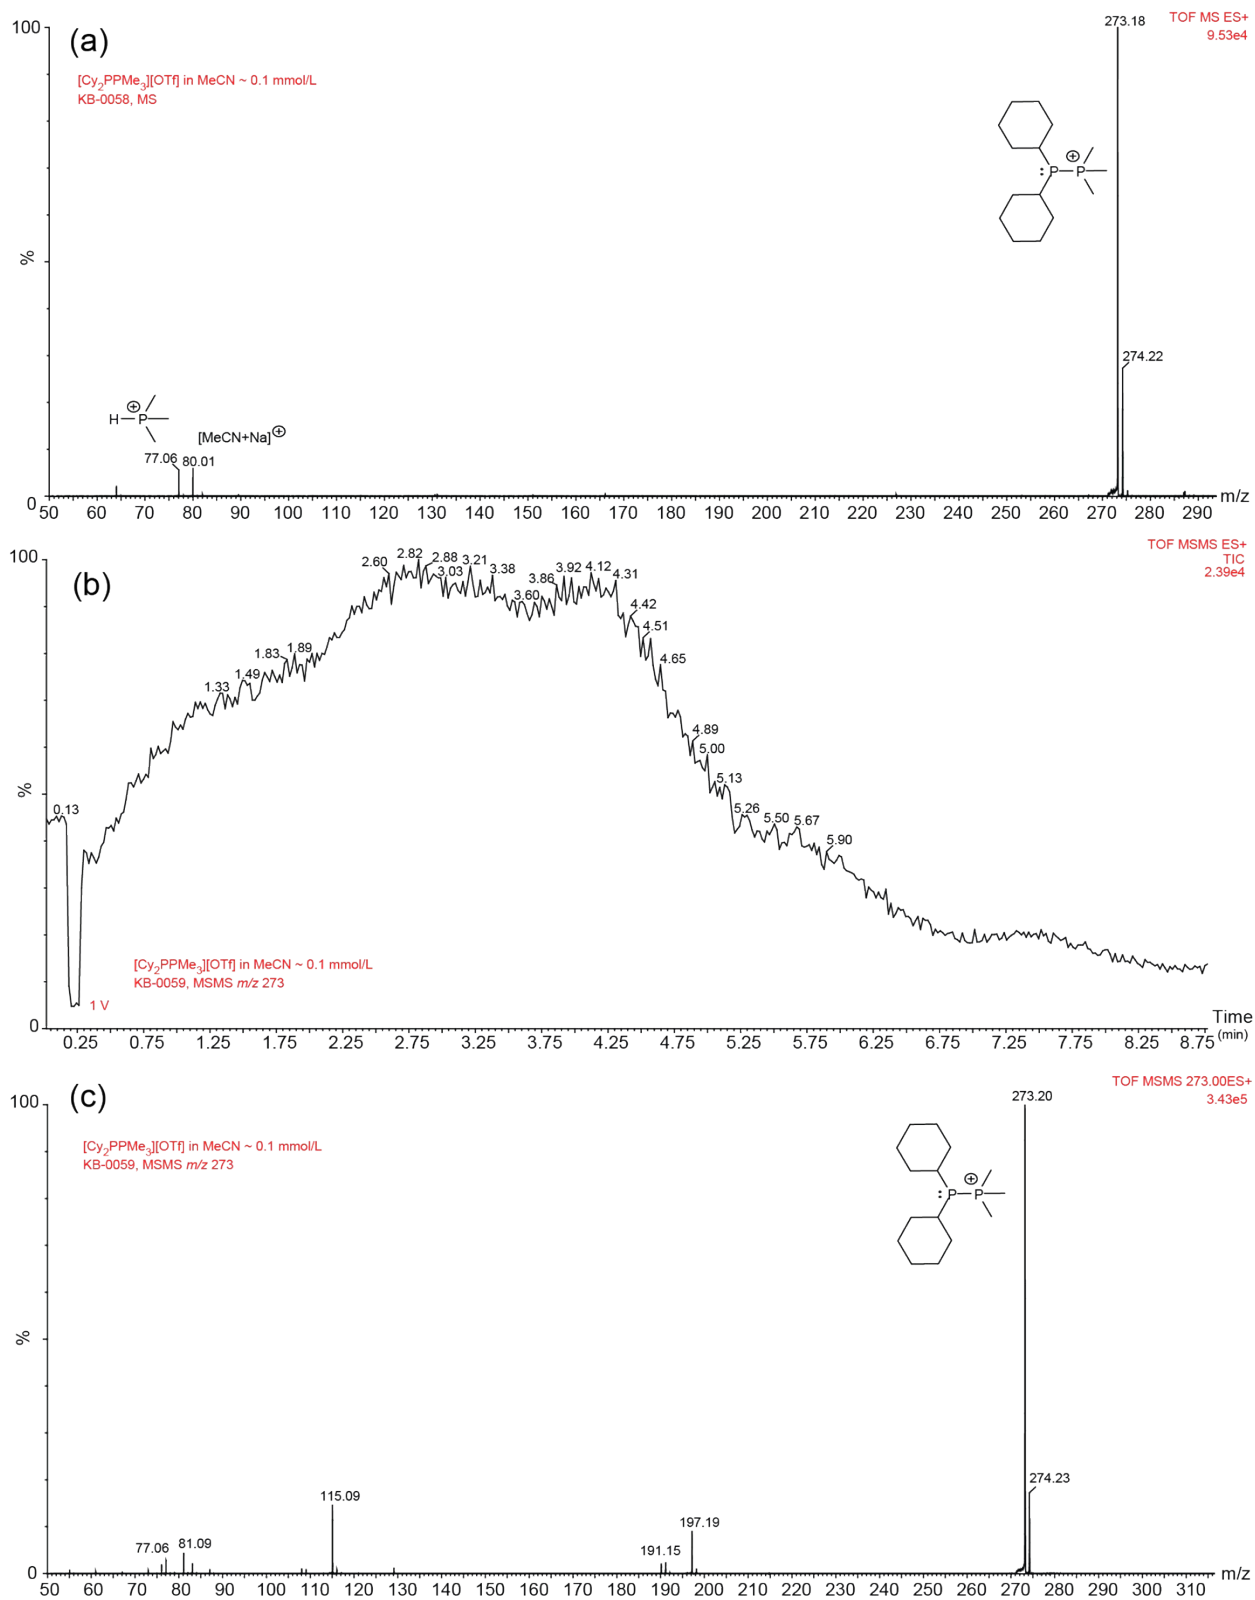 100
(a)
TOF MS ES+
9.53e4
273.18
[Cy2PPMe3][OTf] in MeCN ~ 0.1 mmol/L
KB-0058, MS
P
P
%
274.22
H
P
[MeCN+Na]
77.06
80.01
0
50 60 70 80 90 100 110 120 130 140 150 160 170 180 190 200 210 220 230 240 250 260 270 280 290
m/z
100
(b)
TOF MSMS ES+
TIC
2.39e4
2.60 2.82 2.88 3.03 3.21 3.38 3.60 3.86 3.92 4.12 4.31
4.42
4.51
1.83 1.89
4.65
1.49
1.33
4.89
5.00
5.13
%
0.13
5.26 5.50 5.67
5.90
[Cy2PPMe3][OTf] in MeCN ~ 0.1 mmol/L
KB-0059, MSMS m/z 273
1 V
0
Time
(min)
0.25 0.75 1.25 1.75 2.25 2.75 3.25 3.75 4.25 4.75 5.25 5.75 6.25 6.75 7.25 7.75 8.25 8.75
100
(c)
TOF MSMS 273.00ES+
3.43e5
273.20
[Cy2PPMe3][OTf] in MeCN ~ 0.1 mmol/L
KB-0059, MSMS m/z 273
P
P
%
274.23
115.09
197.19
77.06
81.09
191.15
0
50 60 70 80 90 100 110 120 130 140 150 160 170 180 190 200 210 220 230 240 250 260 270 280 290 300 310
m/z